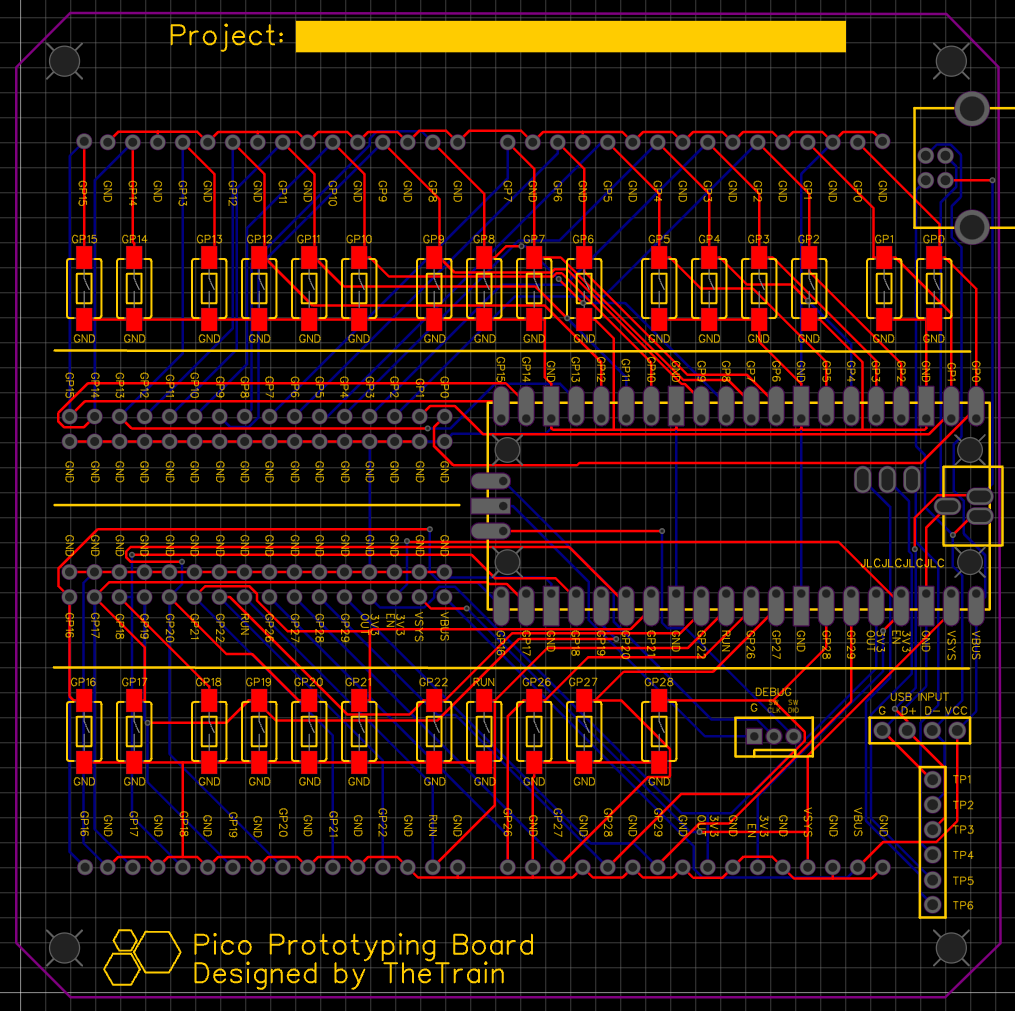 Project:
GP15 GND GP14 GND GP13 GND GP12 GND GP11 GND GP10 GND GP9 GND GP8 GND GP7 GND GP6 GND GP5 GND GP4 GND GP3 GND GP2 GND GP1 GND GP0 GND
GP15 GP14 GP13 GP12 GP11 GP10 GP9 GP8 GP7 GP6 GP5 GP4 GP3 GP2 GP1 GP0
GND GND GND GND GND GND GND GND GND GND GND GND GND GND GND GND
GP15 GP14 GP13 GP12 GP11 GP10 GP9 GP8 GP7 GP6 GP5 GP4 GP3 GP2 GP1 GP0
GP15 GP14 GND GP13 GP12 GP11 GP10 GND GP9 GP8 GP7 GP6 GND GP5 GP4 GP3 GP2 GND GP1 GP0
GND GND GND GND GND GND GND GND GND GND GND GND GND GND GND GND
GND GND GND GND GND GND GND GND GND GND GND GND GND GND GND GND
JLCJLCJLCJLC
GP16 GP17 GP18 GP19 GP20 GP21 GP22 RUN GP26 GP27 GP28 GP29 3V3 OUT 3V3 EN VSYS VBUS
GP16 GP17 GND GP18 GP19 GP20 GP21 GND GP22 RUN GP26 GP27 GND GP28 GP29 3V3 OUT 3V3 EN GND VSYS VBUS
GP16 GP17 GP18 GP19 GP20 GP21 GP22 RUN GP26 GP27 GP28
DEBUG
G SW CLK SW DIO
USB INPUT
G D+ D- VCC
GND GND GND GND GND GND GND GND GND GND GND
TP1
TP2
TP3
TP4
TP5
TP6
GP16 GND GP17 GND GP18 GND GP19 GND GP20 GND GP21 GND GP22 GND RUN GND GP26 GND GP27 GND GP28 GND GP29 GND 3V3 OUT GND 3V3 EN GND VSYS GND VBUS GND
Pico Prototyping Board
Designed by TheTrain